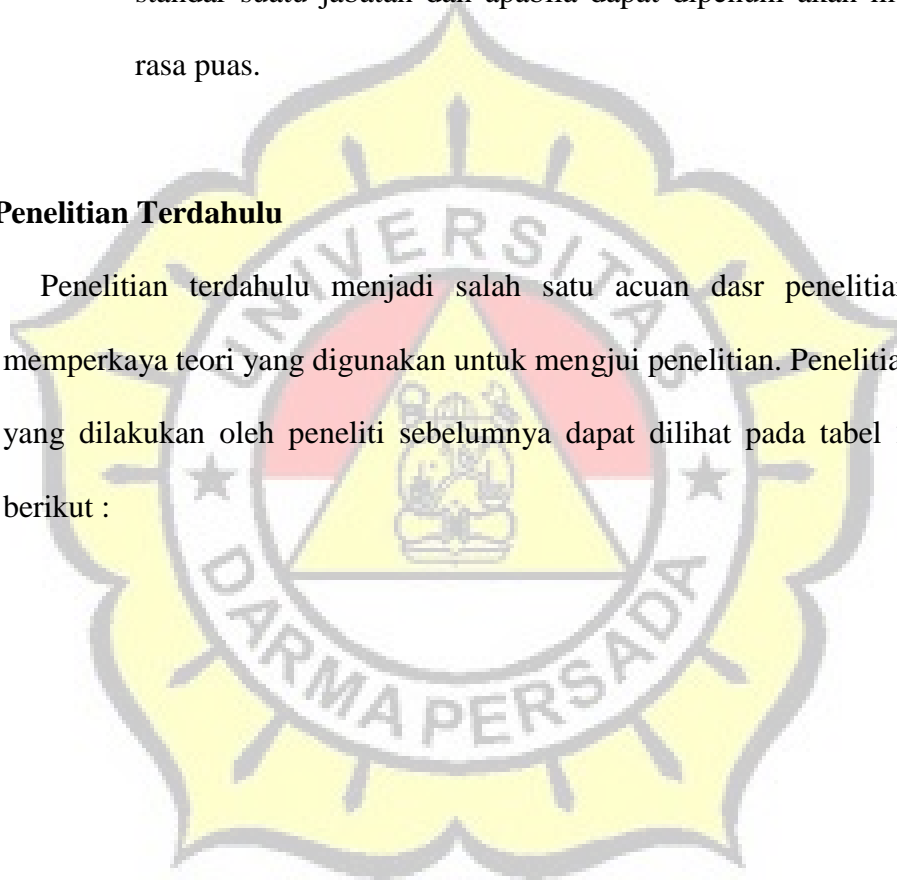 standar suatu jabatan dan apabila dapat dipenuhi akan
rasa puas.
Penelitian Terdahulu
Penelitian terdahulu menjadi salah satu acuan dasr penelitian
memperkaya teori yang digunakan untuk mengjui penelitian. Penelitia
yang dilakukan oleh peneliti sebelumnya dapat dilihat pada tabel
berikut :
UNIVERSITAS
DARMA PERSADA